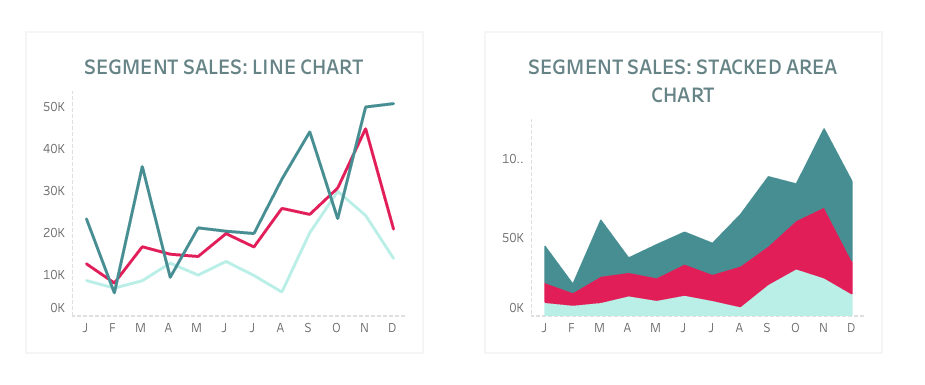 SEGMENT SALES: LINE CHART
50K
40K
30K
20K
10K
0K
J F M A M J J A S O N D
SEGMENT SALES: STACKED AREA
CHART
10..
50K
0K
J F M A M J J A S O N D